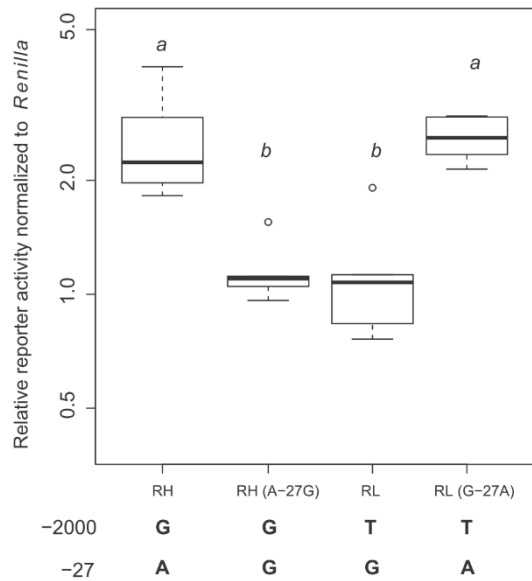 Relative reporter activity normalized to Renilla
5.0
2.0
1.0
0.5
a
b
b
a
RH RH (A−27G) RL RL (G−27A)
−2000 G G T T
−27 A G G A